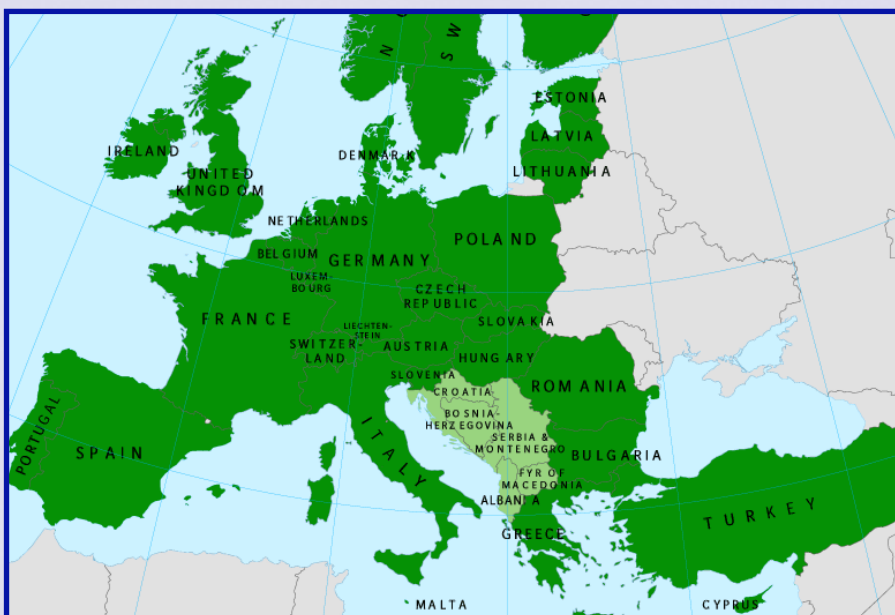 N O
S W
ESTONIA
LATVIA
LITHUANIA
IRELAND
UNITED
KINGDOM
DENMARK
NETHERLANDS
BELGIUM
GERMANY
POLAND
LUXEM-
BOURG
CZECH
REPUBLIC
FRANCE
LIECHTEN-
STEIN
SLOVAKIA
SWITZER-
LAND
AUSTRIA
HUNGARY
SLOVENIA
CROATIA
ROMANIA
BOSNIA-
HERZEGOVINA
SERBIA &
MONTENEGRO
PORTUGAL
SPAIN
ITALY
BULGARIA
FYR OF
MACEDONIA
ALBANIA
GREECE
TURKEY
MALTA
CYPRUS